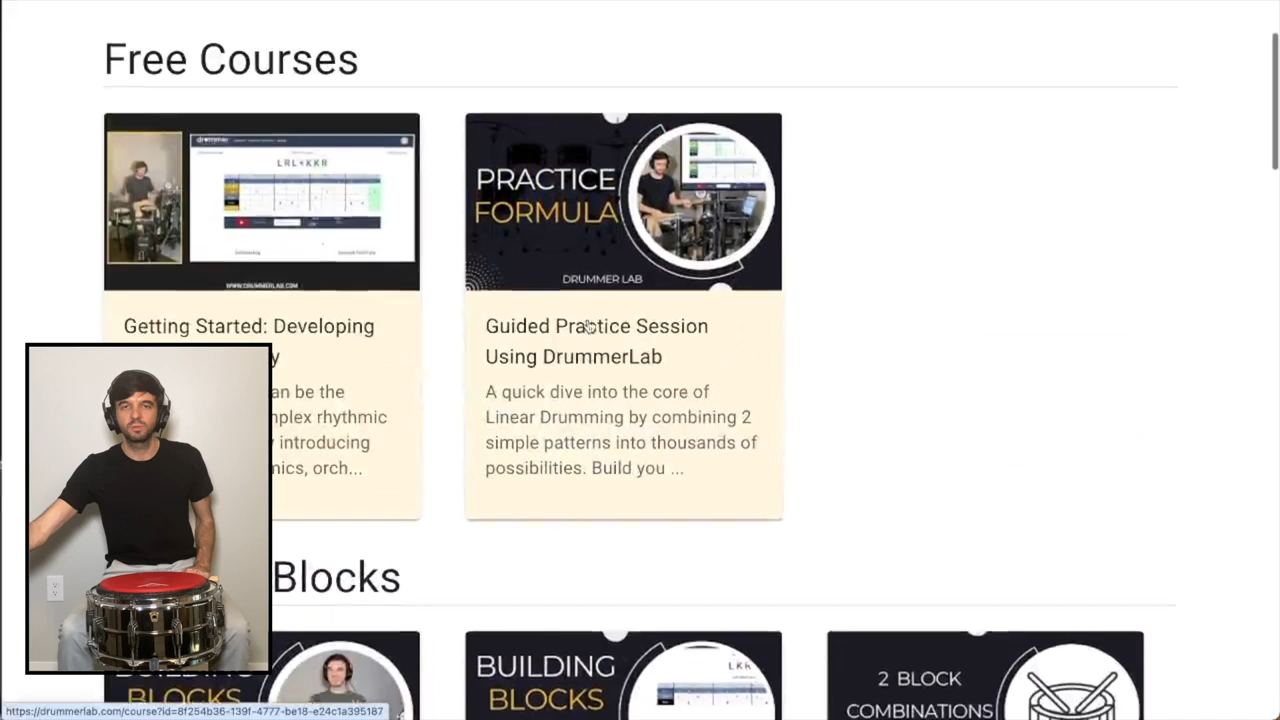 Free Courses
drummer
LRL+KKR
WWW.DRUMMERLAB.COM
PRACTICE
FORMULA
DRUMMER LAB
Getting Started: Developing
y
an be the
nplex rhythmic
introducing
nics, orch...
Guided Practice Session
Using DrummerLab
A quick dive into the core of
Linear Drumming by combining 2
simple patterns into thousands of
possibilities. Build you ...
Blocks
BUILDING
BLOCKS
BUILDING
BLOCKS
LKK
2 BLOCK
COMBINATIONS
https://drummerlab.com/course?id=8f254b36-139f-4777-be18-e24c1a395187